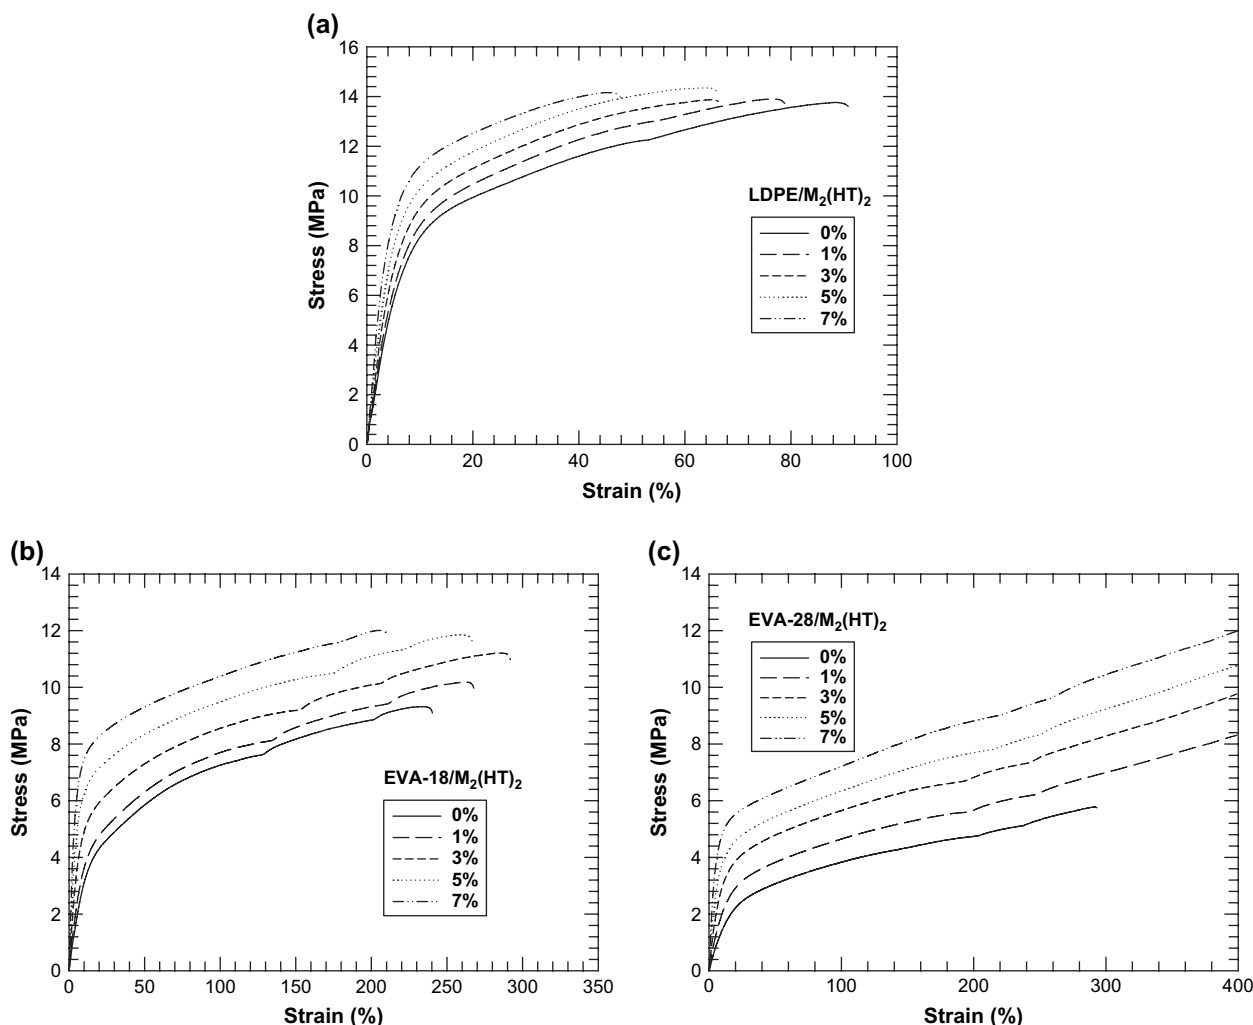 (a)
16
14
12
10
8
6
4
2
0
Stress (MPa)
LDPE/M₂(HT)₂
0%
1%
3%
5%
7%
0 20 40 60 80 100
Strain (%)
(b)
14
12
10
8
6
4
2
0
Stress (MPa)
EVA-18/M₂(HT)₂
0%
1%
3%
5%
7%
0 50 100 150 200 250 300 350
Strain (%)
(c)
14
12
10
8
6
4
2
0
Stress (MPa)
EVA-28/M₂(HT)₂
0%
1%
3%
5%
7%
0 100 200 300 400
Strain (%)